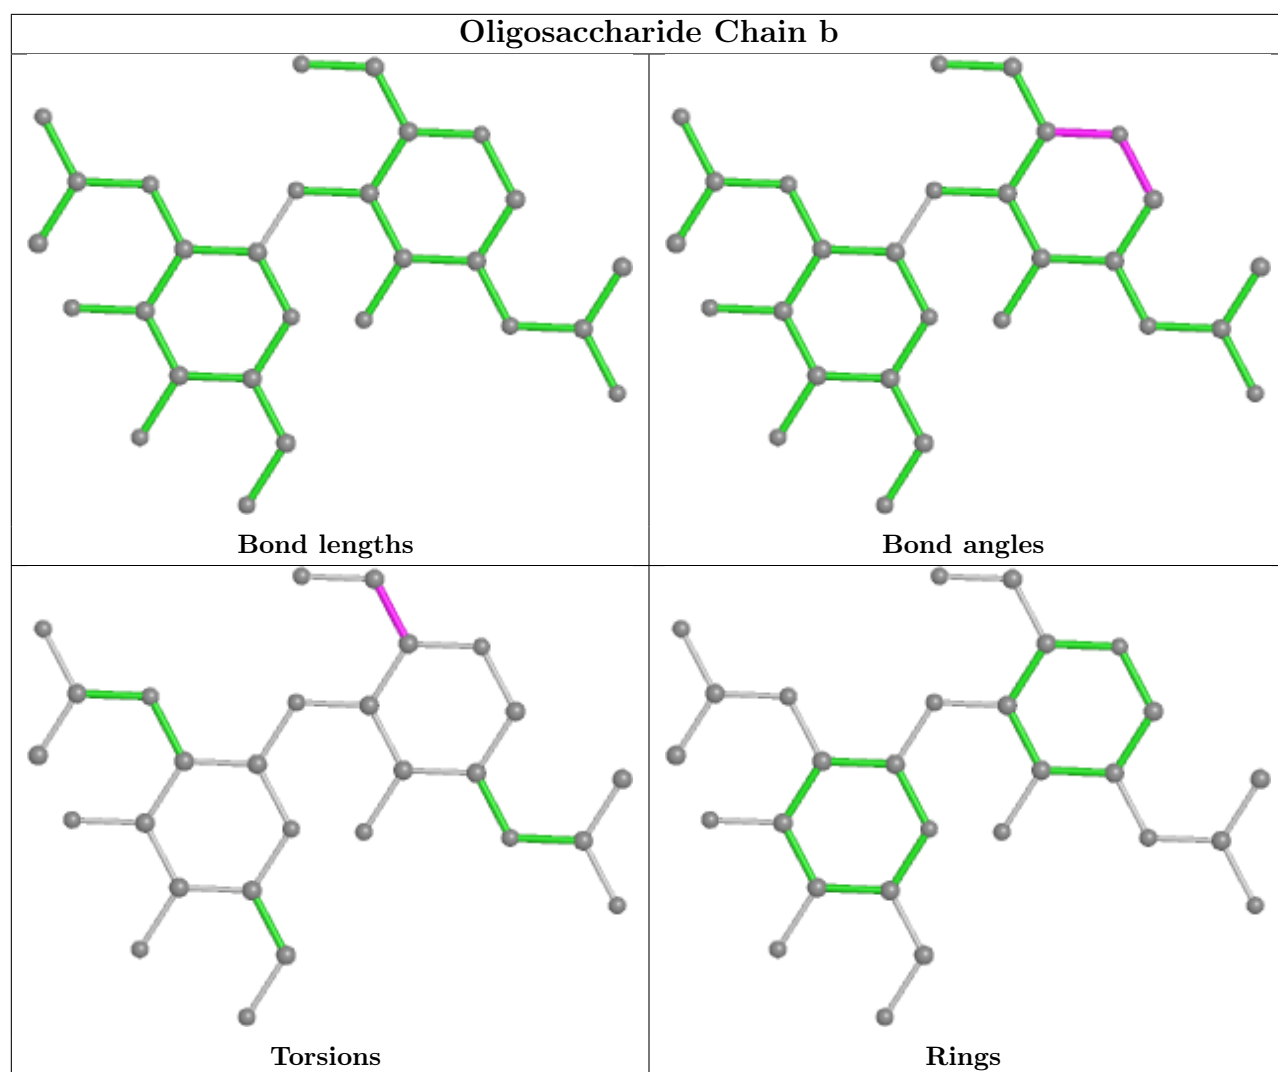 Oligosaccharide Chain b
Bond lengths
Bond angles
Torsions
Rings